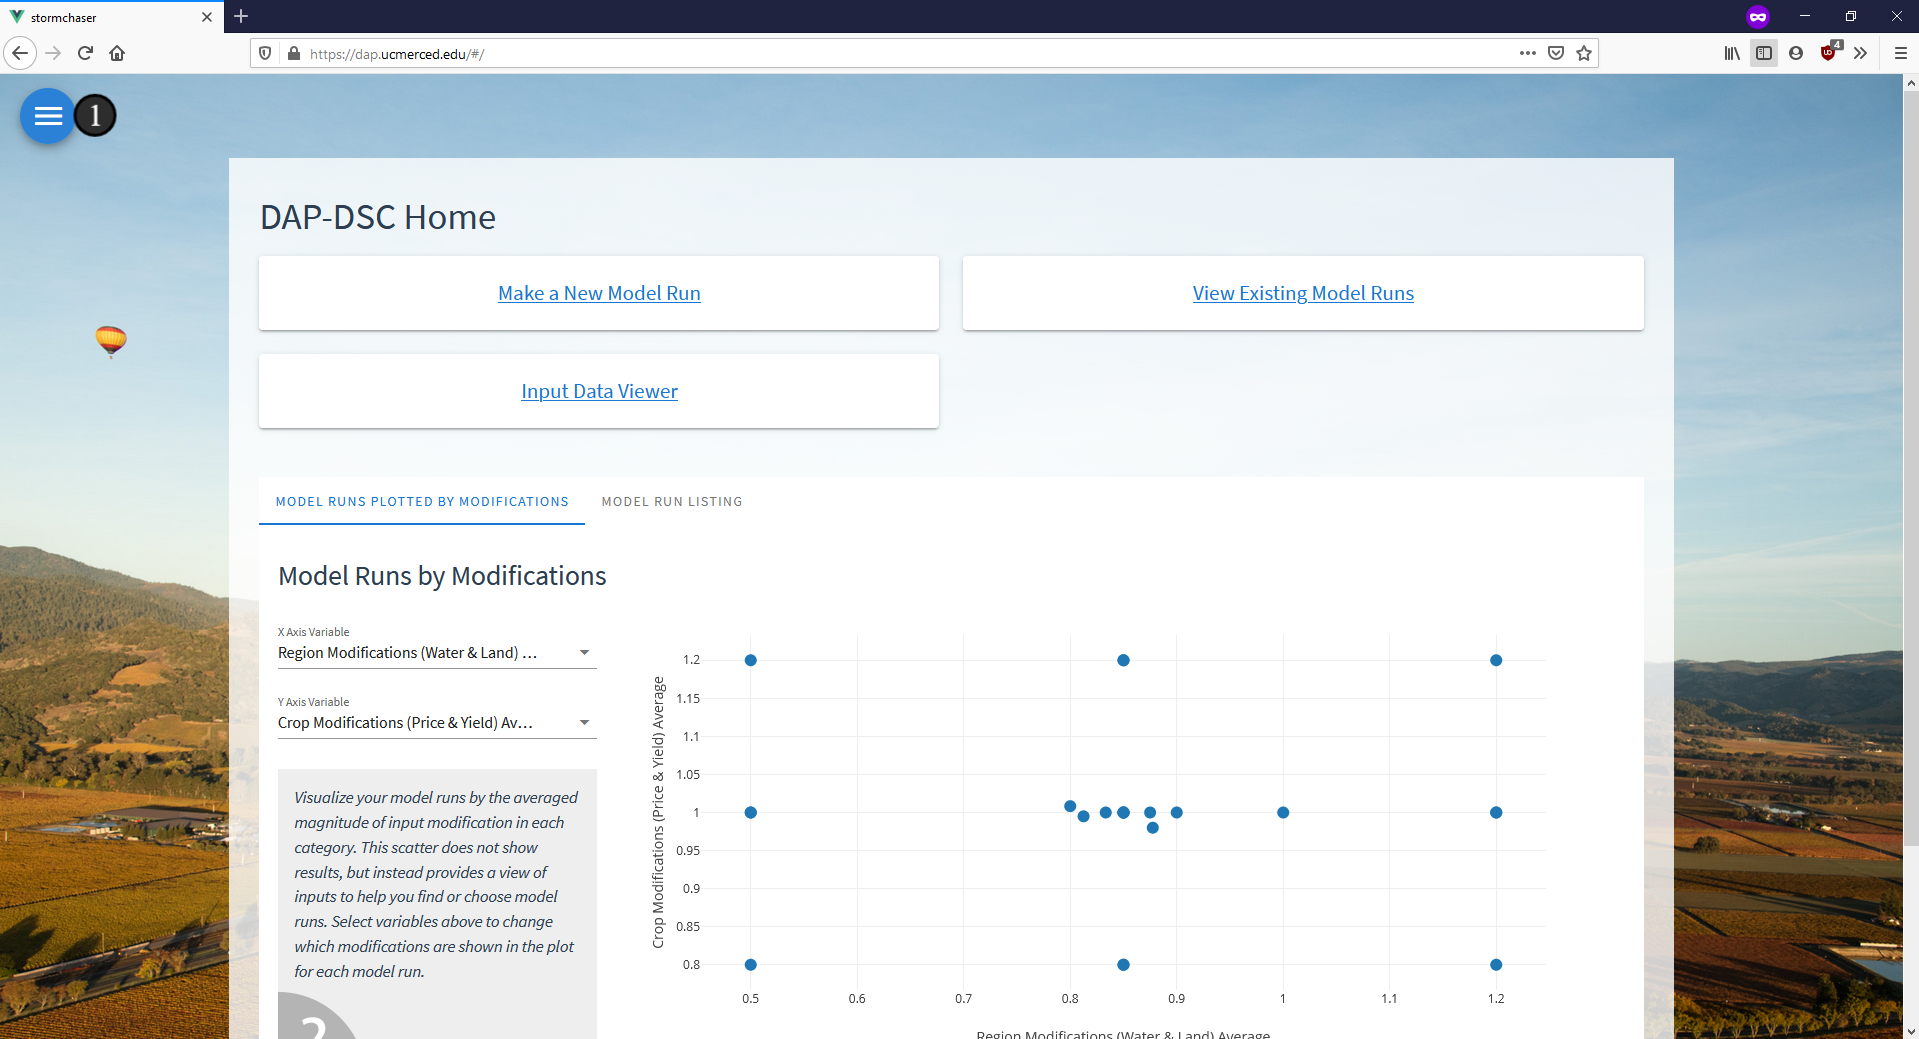 stormchaser
https://dap.ucmerced.edu/#/
4
1
DAP-DSC Home
Make a New Model Run
View Existing Model Runs
Input Data Viewer
MODEL RUNS PLOTTED BY MODIFICATIONS
MODEL RUN LISTING
Model Runs by Modifications
X Axis Variable
Region Modifications (Water & Land) ...
Y Axis Variable
Crop Modifications (Price & Yield) Av...
Visualize your model runs by the averaged
magnitude of input modification in each
category. This scatter does not show
results, but instead provides a view of
inputs to help you find or choose model
runs. Select variables above to change
which modifications are shown in the plot
for each model run.
?
Crop Modifications (Price & Yield) Average
1.2
1.15
1.1
1.05
1
0.95
0.9
0.85
0.8
0.5
0.6
0.7
0.8
0.9
1
1.1
1.2
Region Modifications (Water & Land) Average